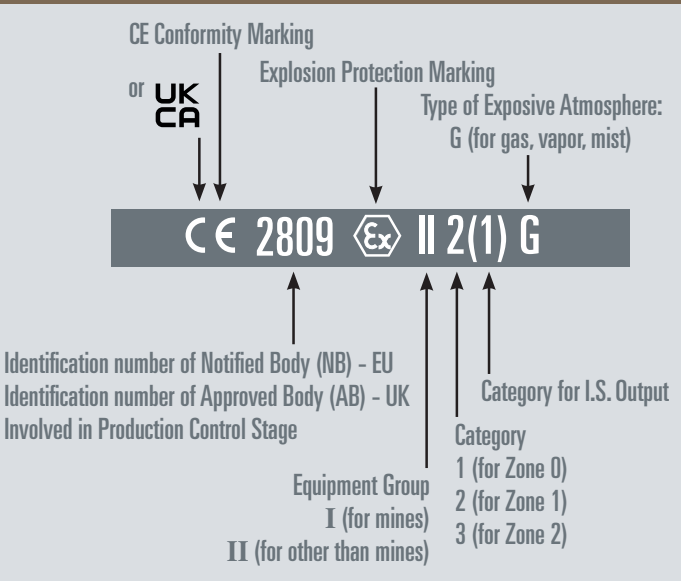 CE Conformity Marking
or UK
CA
Explosion Protection Marking
Type of Exposive Atmosphere:
G (for gas, vapor, mist)
CE 2809 Ex II 2(1) G
Identification number of Notified Body (NB) - EU
Identification number of Approved Body (AB) - UK
Involved in Production Control Stage
Equipment Group
I (for mines)
II (for other than mines)
Category
1 (for Zone 0)
2 (for Zone 1)
3 (for Zone 2)
Category for I.S. Output